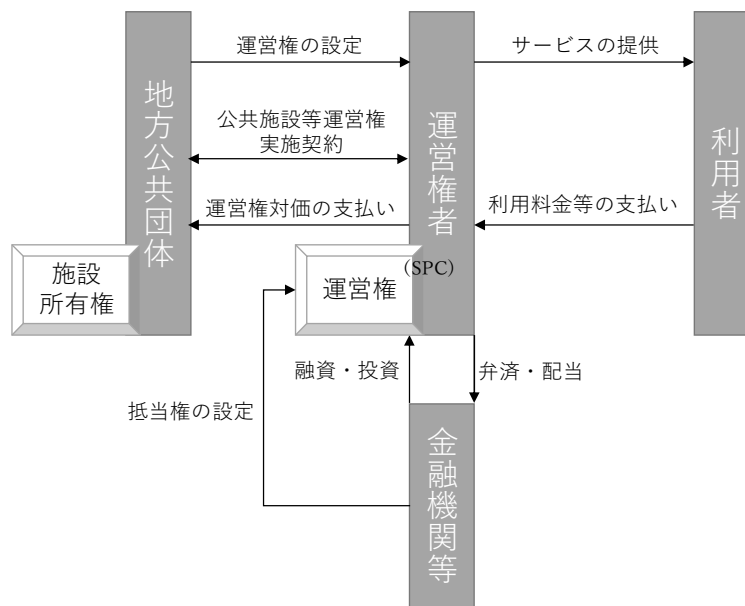 運営権の設定
サービスの提供
地方公共団体
運営権者
利用者
公共施設等運営権
実施契約
運営権対価の支払い
利用料金等の支払い
(SPC)
施設
所有権
運営権
融資・投資
弁済・配当
抵当権の設定
金融機関等